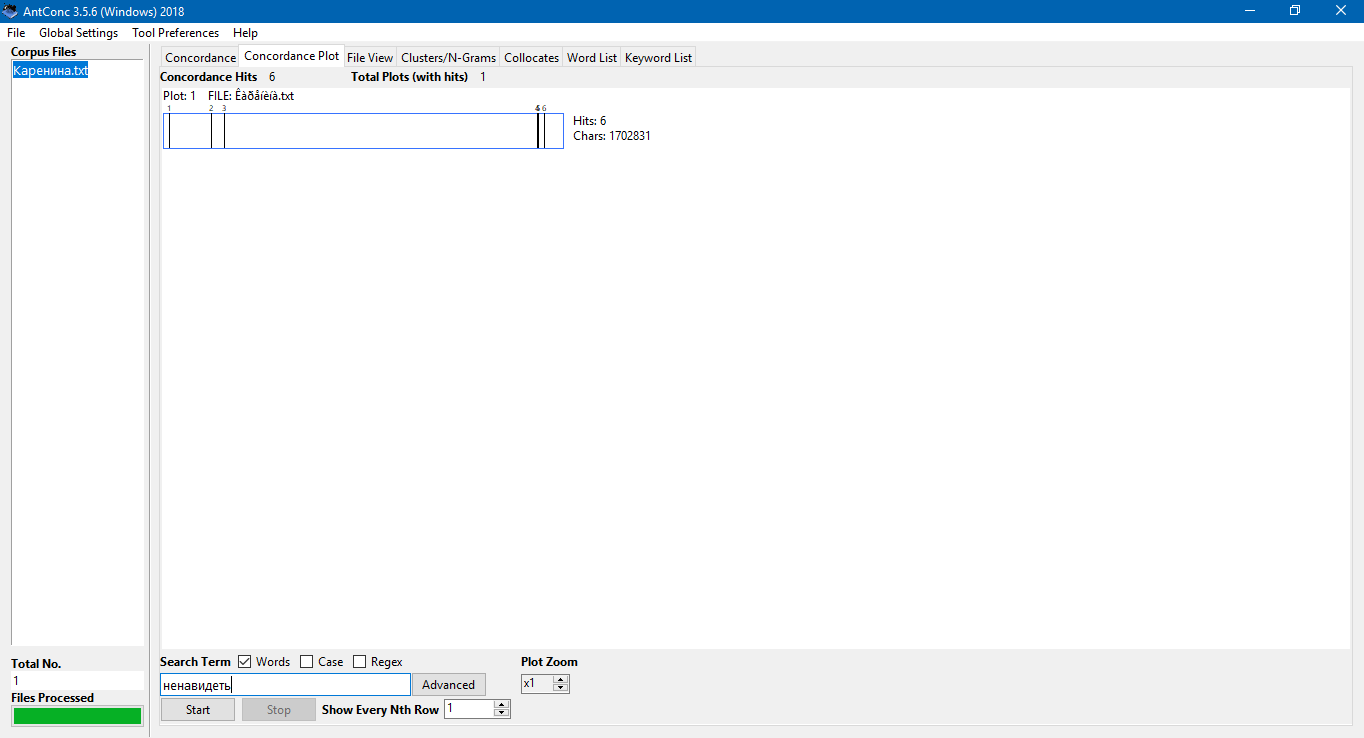 AntConc 3.5.6 (Windows) 2018
File Global Settings Tool Preferences Help
Corpus Files
Каренина.txt
Concordance Concordance Plot File View Clusters/N-Grams Collocates Word List Keyword List
Concordance Hits 6 Total Plots (with hits) 1
Plot: 1 FILE: Êàðåíèíà.txt
1 2 3 4 6
Hits: 6
Chars: 1702831
Total No.
1
Files Processed
Search Term Words Case Regex Plot Zoom
ненавидеть Advanced x1
Start Stop Show Every Nth Row 1